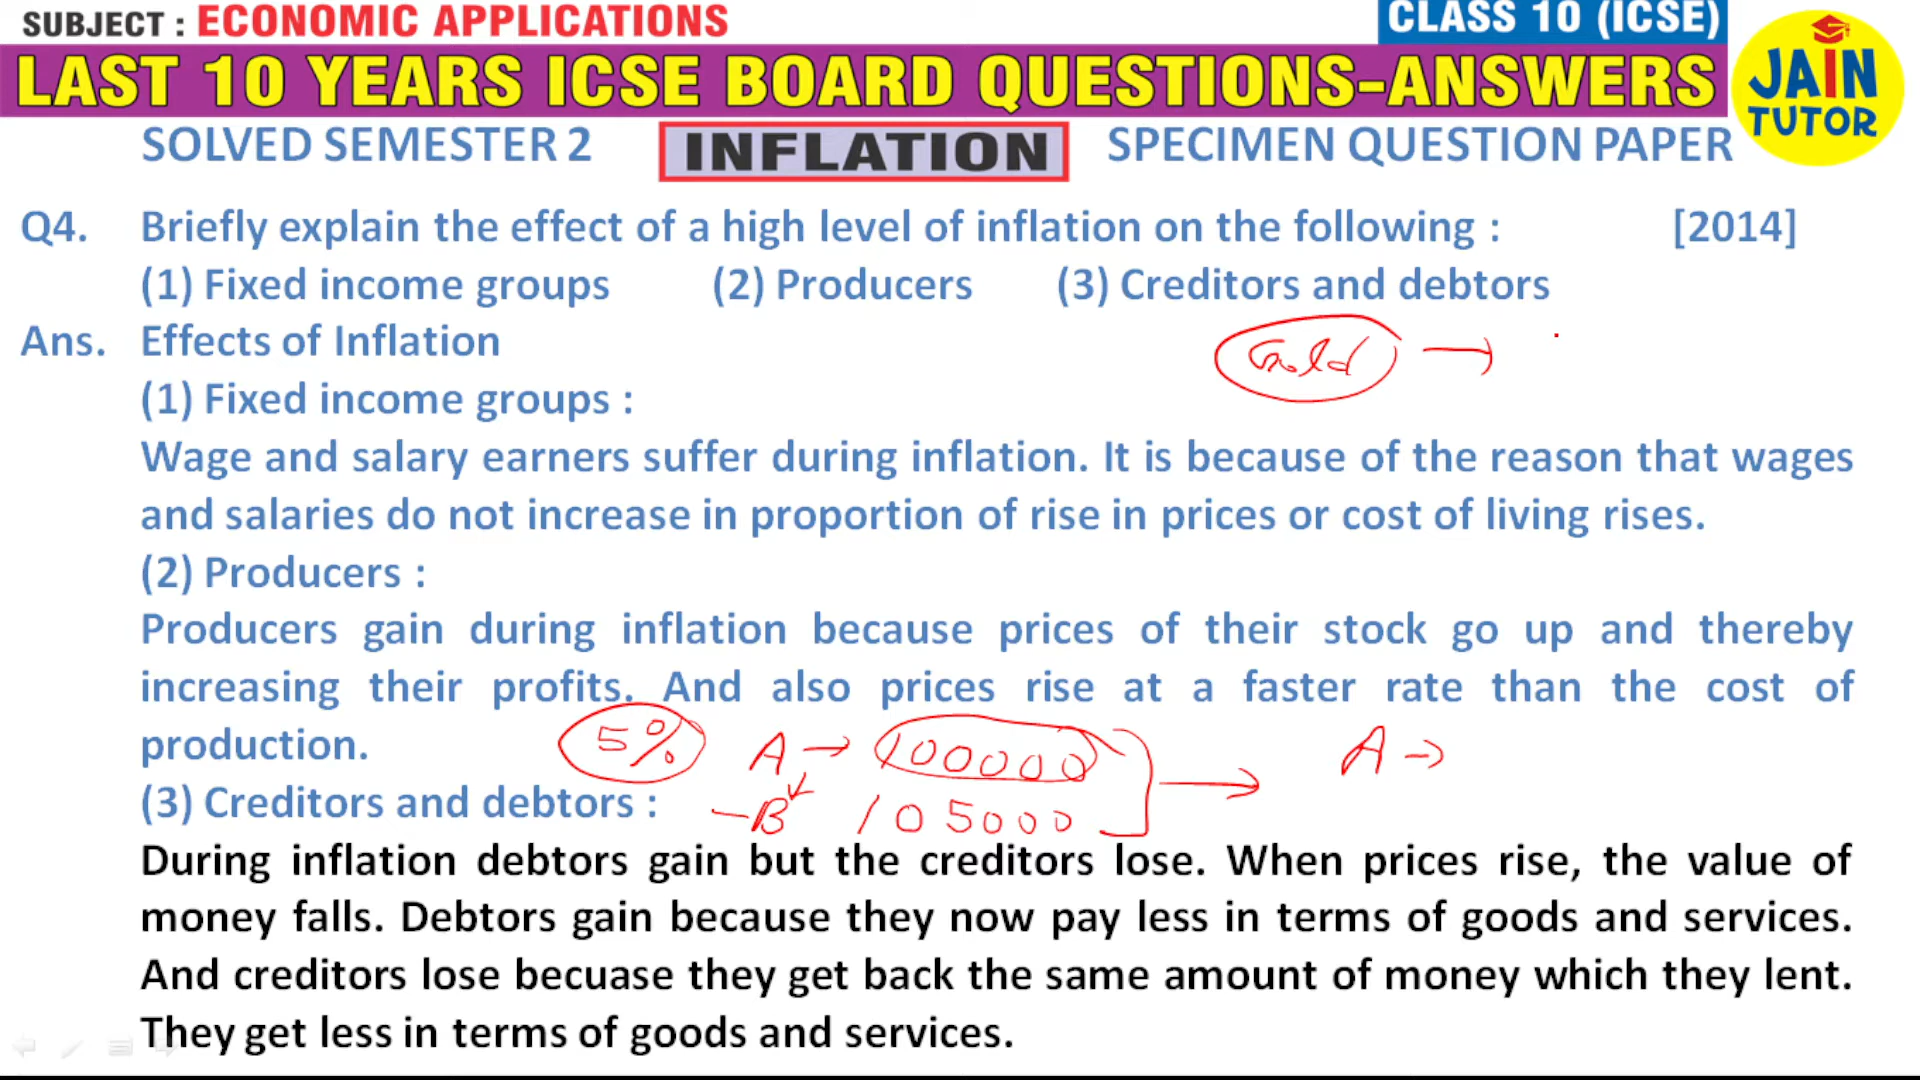 SUBJECT : ECONOMIC APPLICATIONS
CLASS 10 (ICSE)
LAST 10 YEARS ICSE BOARD QUESTIONS-ANSWERS
JAIN
TUTOR
SOLVED SEMESTER 2
INFLATION
SPECIMEN QUESTION PAPER
Q4. Briefly explain the effect of a high level of inflation on the following : [2014]
(1) Fixed income groups (2) Producers (3) Creditors and debtors
Ans. Effects of Inflation
Gold →
(1) Fixed income groups :
Wage and salary earners suffer during inflation. It is because of the reason that wages
and salaries do not increase in proportion of rise in prices or cost of living rises.
(2) Producers :
Producers gain during inflation because prices of their stock go up and thereby
increasing their profits. And also prices rise at a faster rate than the cost of
production.
5% A → 100000 A →
(3) Creditors and debtors :
B 105000
During inflation debtors gain but the creditors lose. When prices rise, the value of
money falls. Debtors gain because they now pay less in terms of goods and services.
And creditors lose becuase they get back the same amount of money which they lent.
They get less in terms of goods and services.